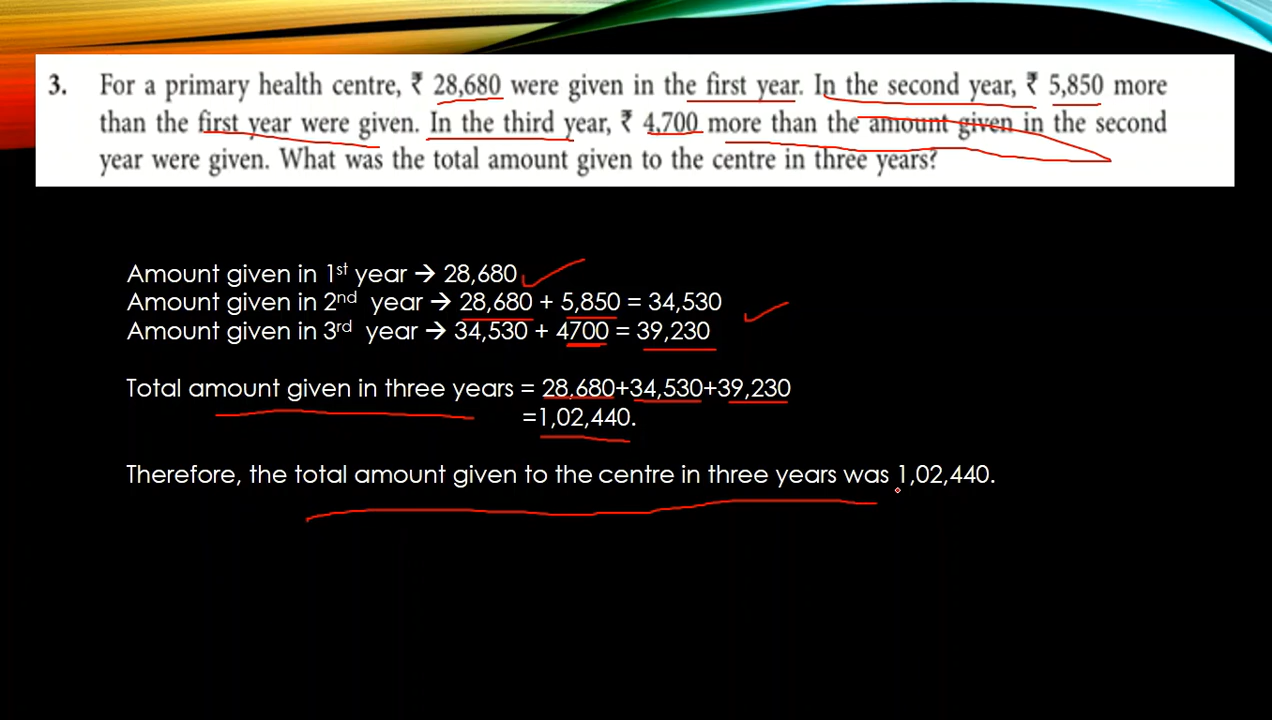 3. For a primary health centre, ₹ 28,680 were given in the first year. In the second year, ₹ 5,850 more
than the first year were given. In the third year, ₹ 4,700 more than the amount given in the second
year were given. What was the total amount given to the centre in three years?
Amount given in 1st year → 28,680
Amount given in 2nd year → 28,680 + 5,850 = 34,530
Amount given in 3rd year → 34,530 + 4700 = 39,230
Total amount given in three years = 28,680+34,530+39,230
=1,02,440.
Therefore, the total amount given to the centre in three years was 1,02,440.